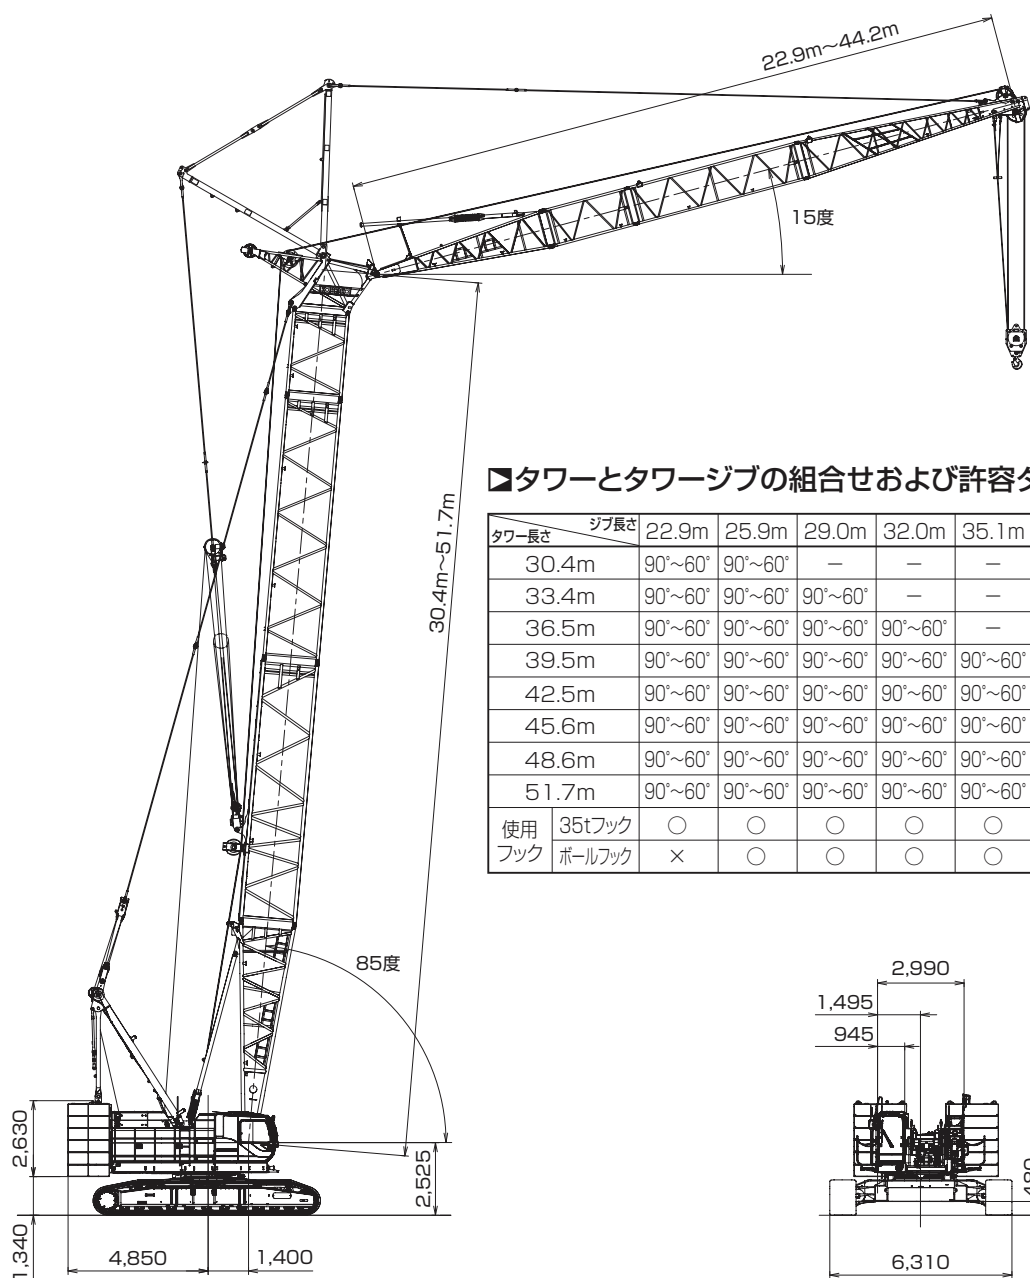 22.9m～44.2m
15度
30.4m～51.7m
タワーとタワージブの組合せおよび許容タ
タワー長さ ジブ長さ 22.9m 25.9m 29.0m 32.0m 35.1m
30.4m 90°～60° 90°～60° － － －
33.4m 90°～60° 90°～60° 90°～60° － －
36.5m 90°～60° 90°～60° 90°～60° 90°～60° －
39.5m 90°～60° 90°～60° 90°～60° 90°～60° 90°～60°
42.5m 90°～60° 90°～60° 90°～60° 90°～60° 90°～60°
45.6m 90°～60° 90°～60° 90°～60° 90°～60° 90°～60°
48.6m 90°～60° 90°～60° 90°～60° 90°～60° 90°～60°
51.7m 90°～60° 90°～60° 90°～60° 90°～60° 90°～60°
使用フック 35tフック ○ ○ ○ ○ ○
ボールフック × ○ ○ ○ ○
85度
2,630
1,340
4,850
1,400
2,525
2,990
1,495
945
480
6,310